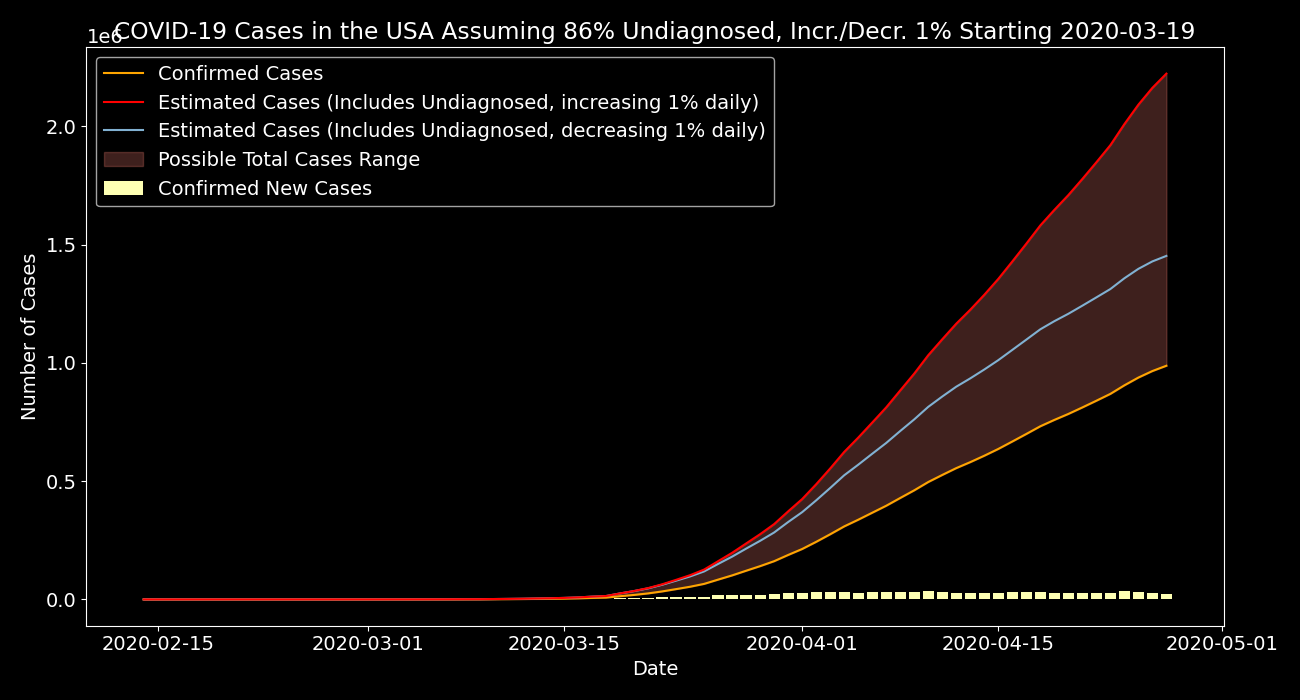 COVID-19 Cases in the USA Assuming 86% Undiagnosed, Incr./Decr. 1% Starting 2020-03-19
1e6
Confirmed Cases
Estimated Cases (Includes Undiagnosed, increasing 1% daily)
Estimated Cases (Includes Undiagnosed, decreasing 1% daily)
Possible Total Cases Range
Confirmed New Cases
2.0
1.5
1.0
0.5
0.0
Number of Cases
2020-02-15 2020-03-01 2020-03-15 2020-04-01 2020-04-15 2020-05-01
Date